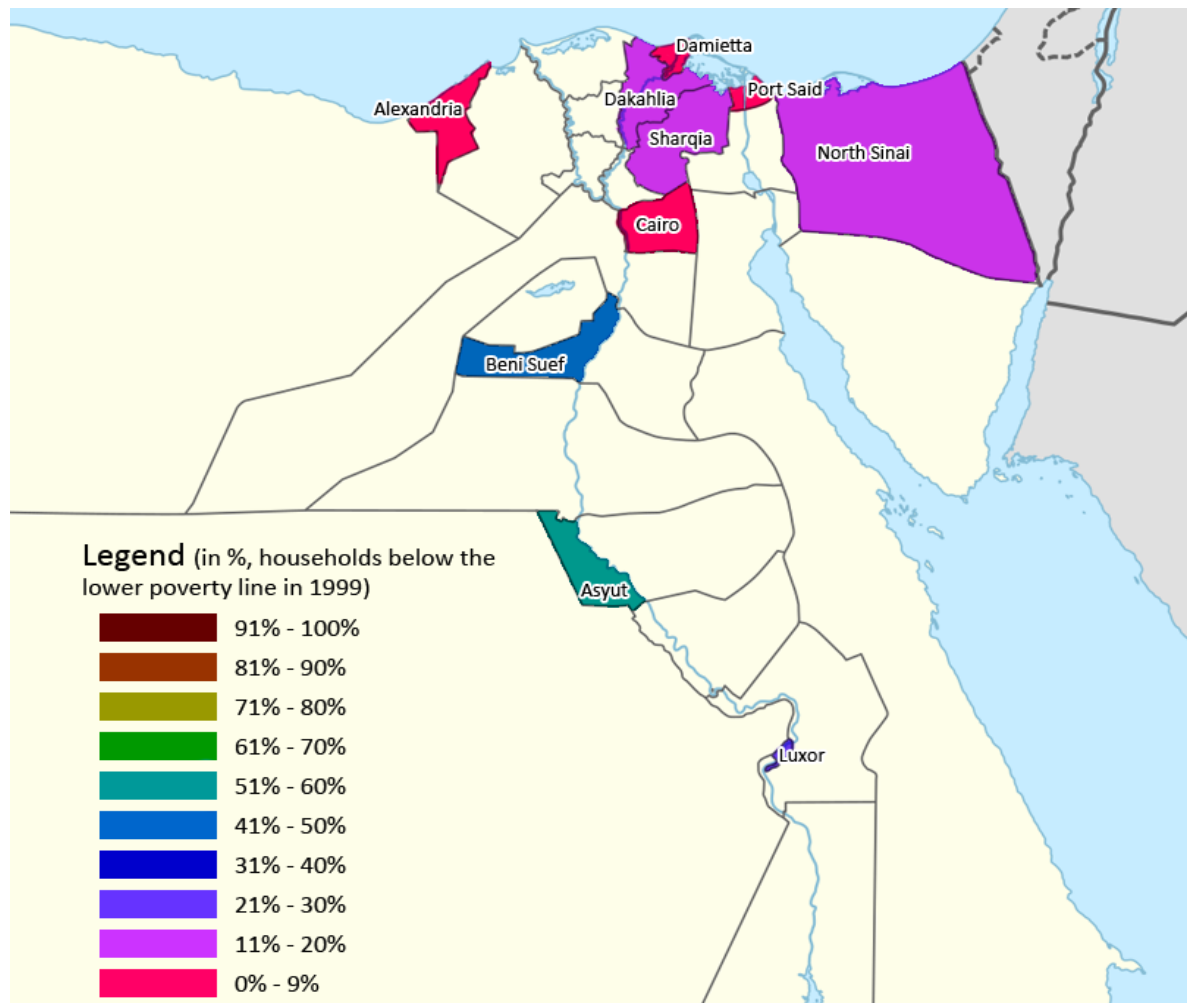 Damietta
Alexandria
Dakahlia
Port Said
Sharqia
North Sinai
Cairo
Beni Suef
Asyut
Luxor
Legend (in %, households below the
lower poverty line in 1999)
91% - 100%
81% - 90%
71% - 80%
61% - 70%
51% - 60%
41% - 50%
31% - 40%
21% - 30%
11% - 20%
0% - 9%